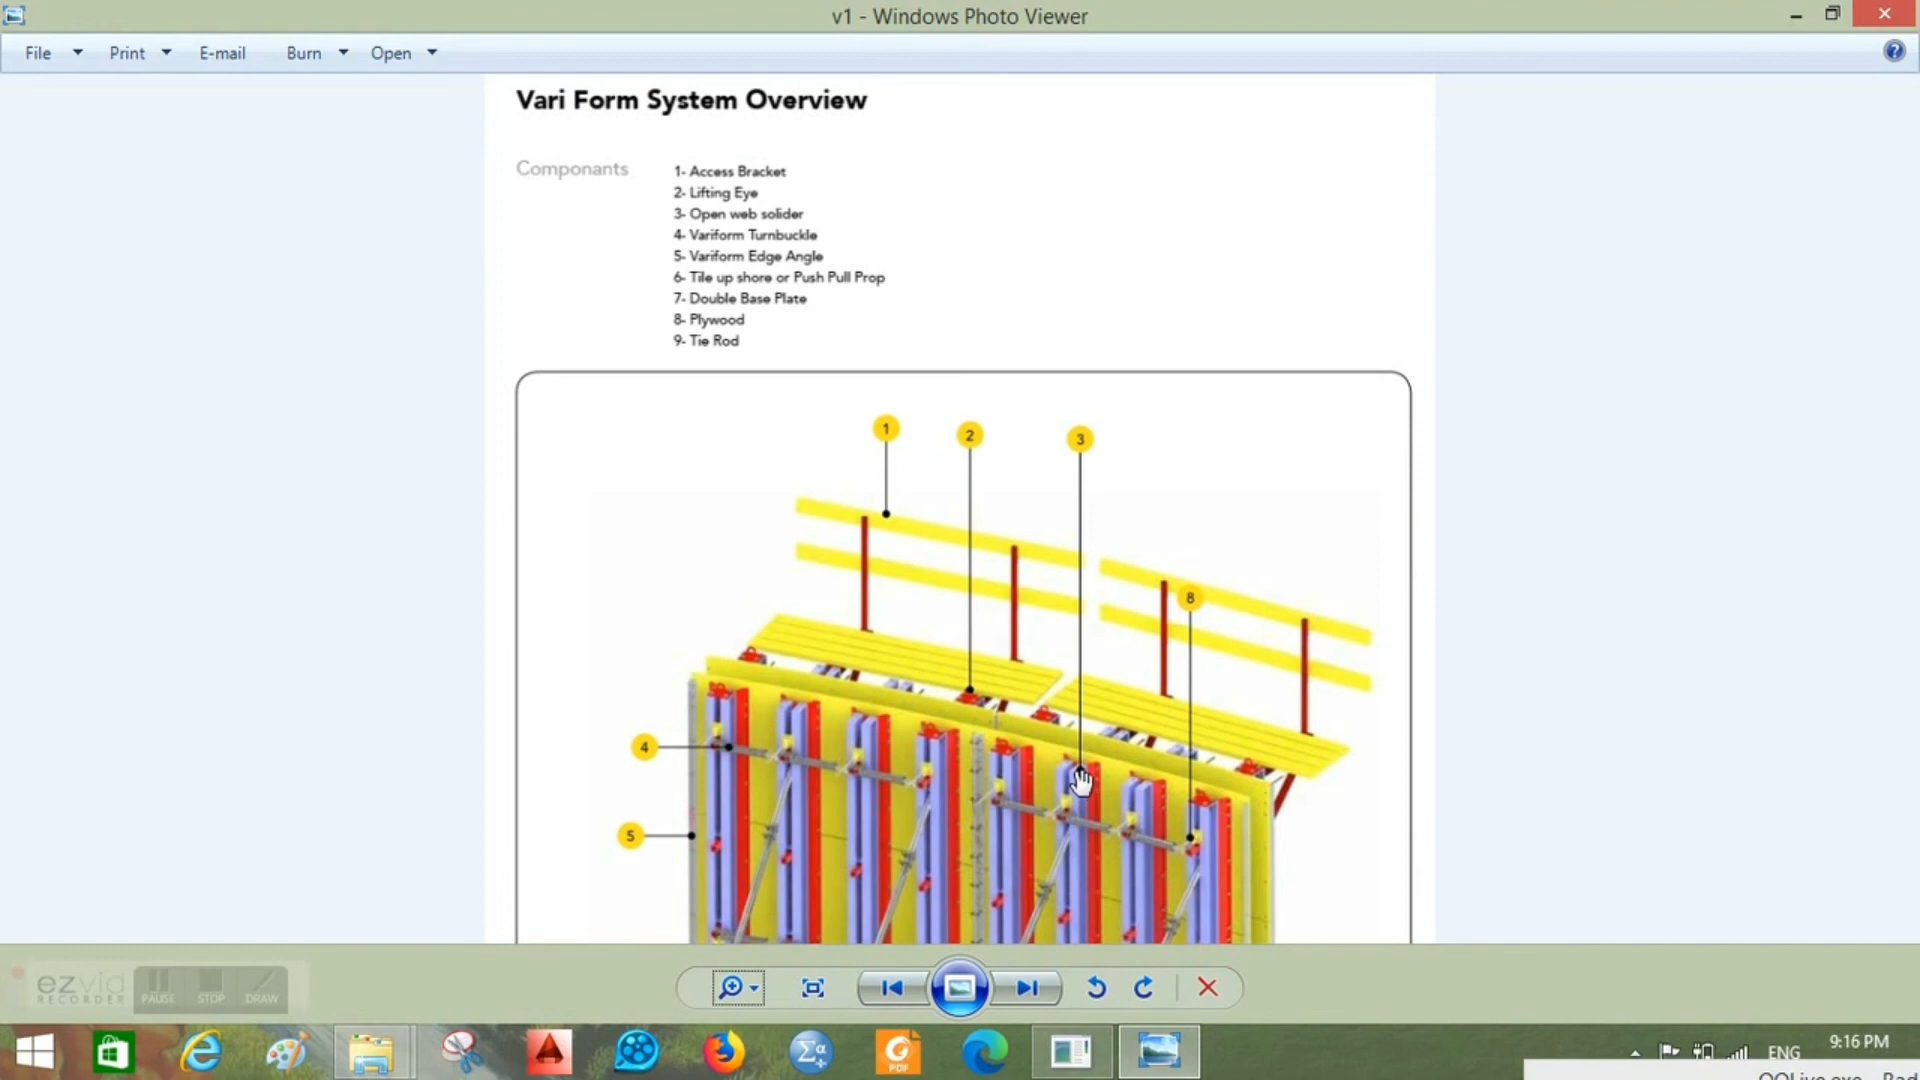 v1 - Windows Photo Viewer
File Print E-mail Burn Open
Vari Form System Overview
Componants
1- Access Bracket
2- Lifting Eye
3- Open web solider
4- Variform Turnbuckle
5- Variform Edge Angle
6- Tile up shore or Push Pull Prop
7- Double Base Plate
8- Plywood
9- Tie Rod
1
2
3
8
4
5
ezvid
RECORDER
PAUSE STOP DRAW
PDF
ENG
9:16 PM